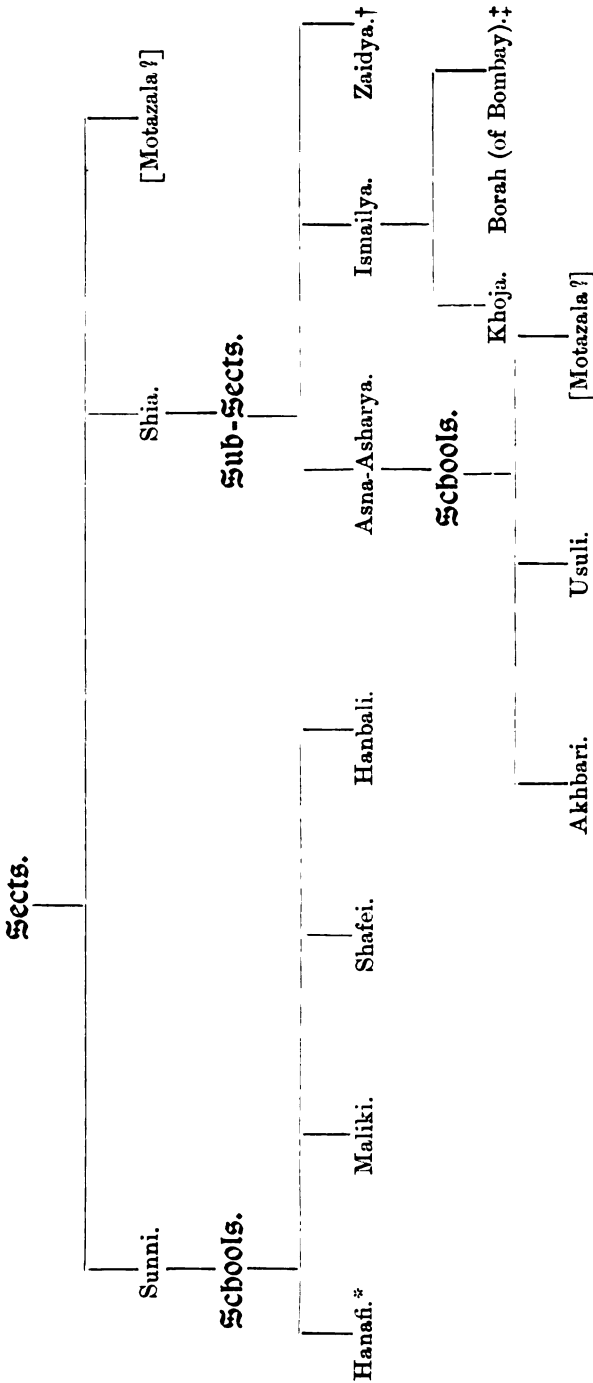 Sects.
Sunni. Shia. [Motazala?]
Schools. Sub-Sects.
Hanafi.* Maliki. Shafei. Hanbali. Asna-Asharya. Ismailya. Zaidya.†
Schools.
Khoja. Borah (of Bombay).‡
Akhbari. Usuli. [Motazala?]